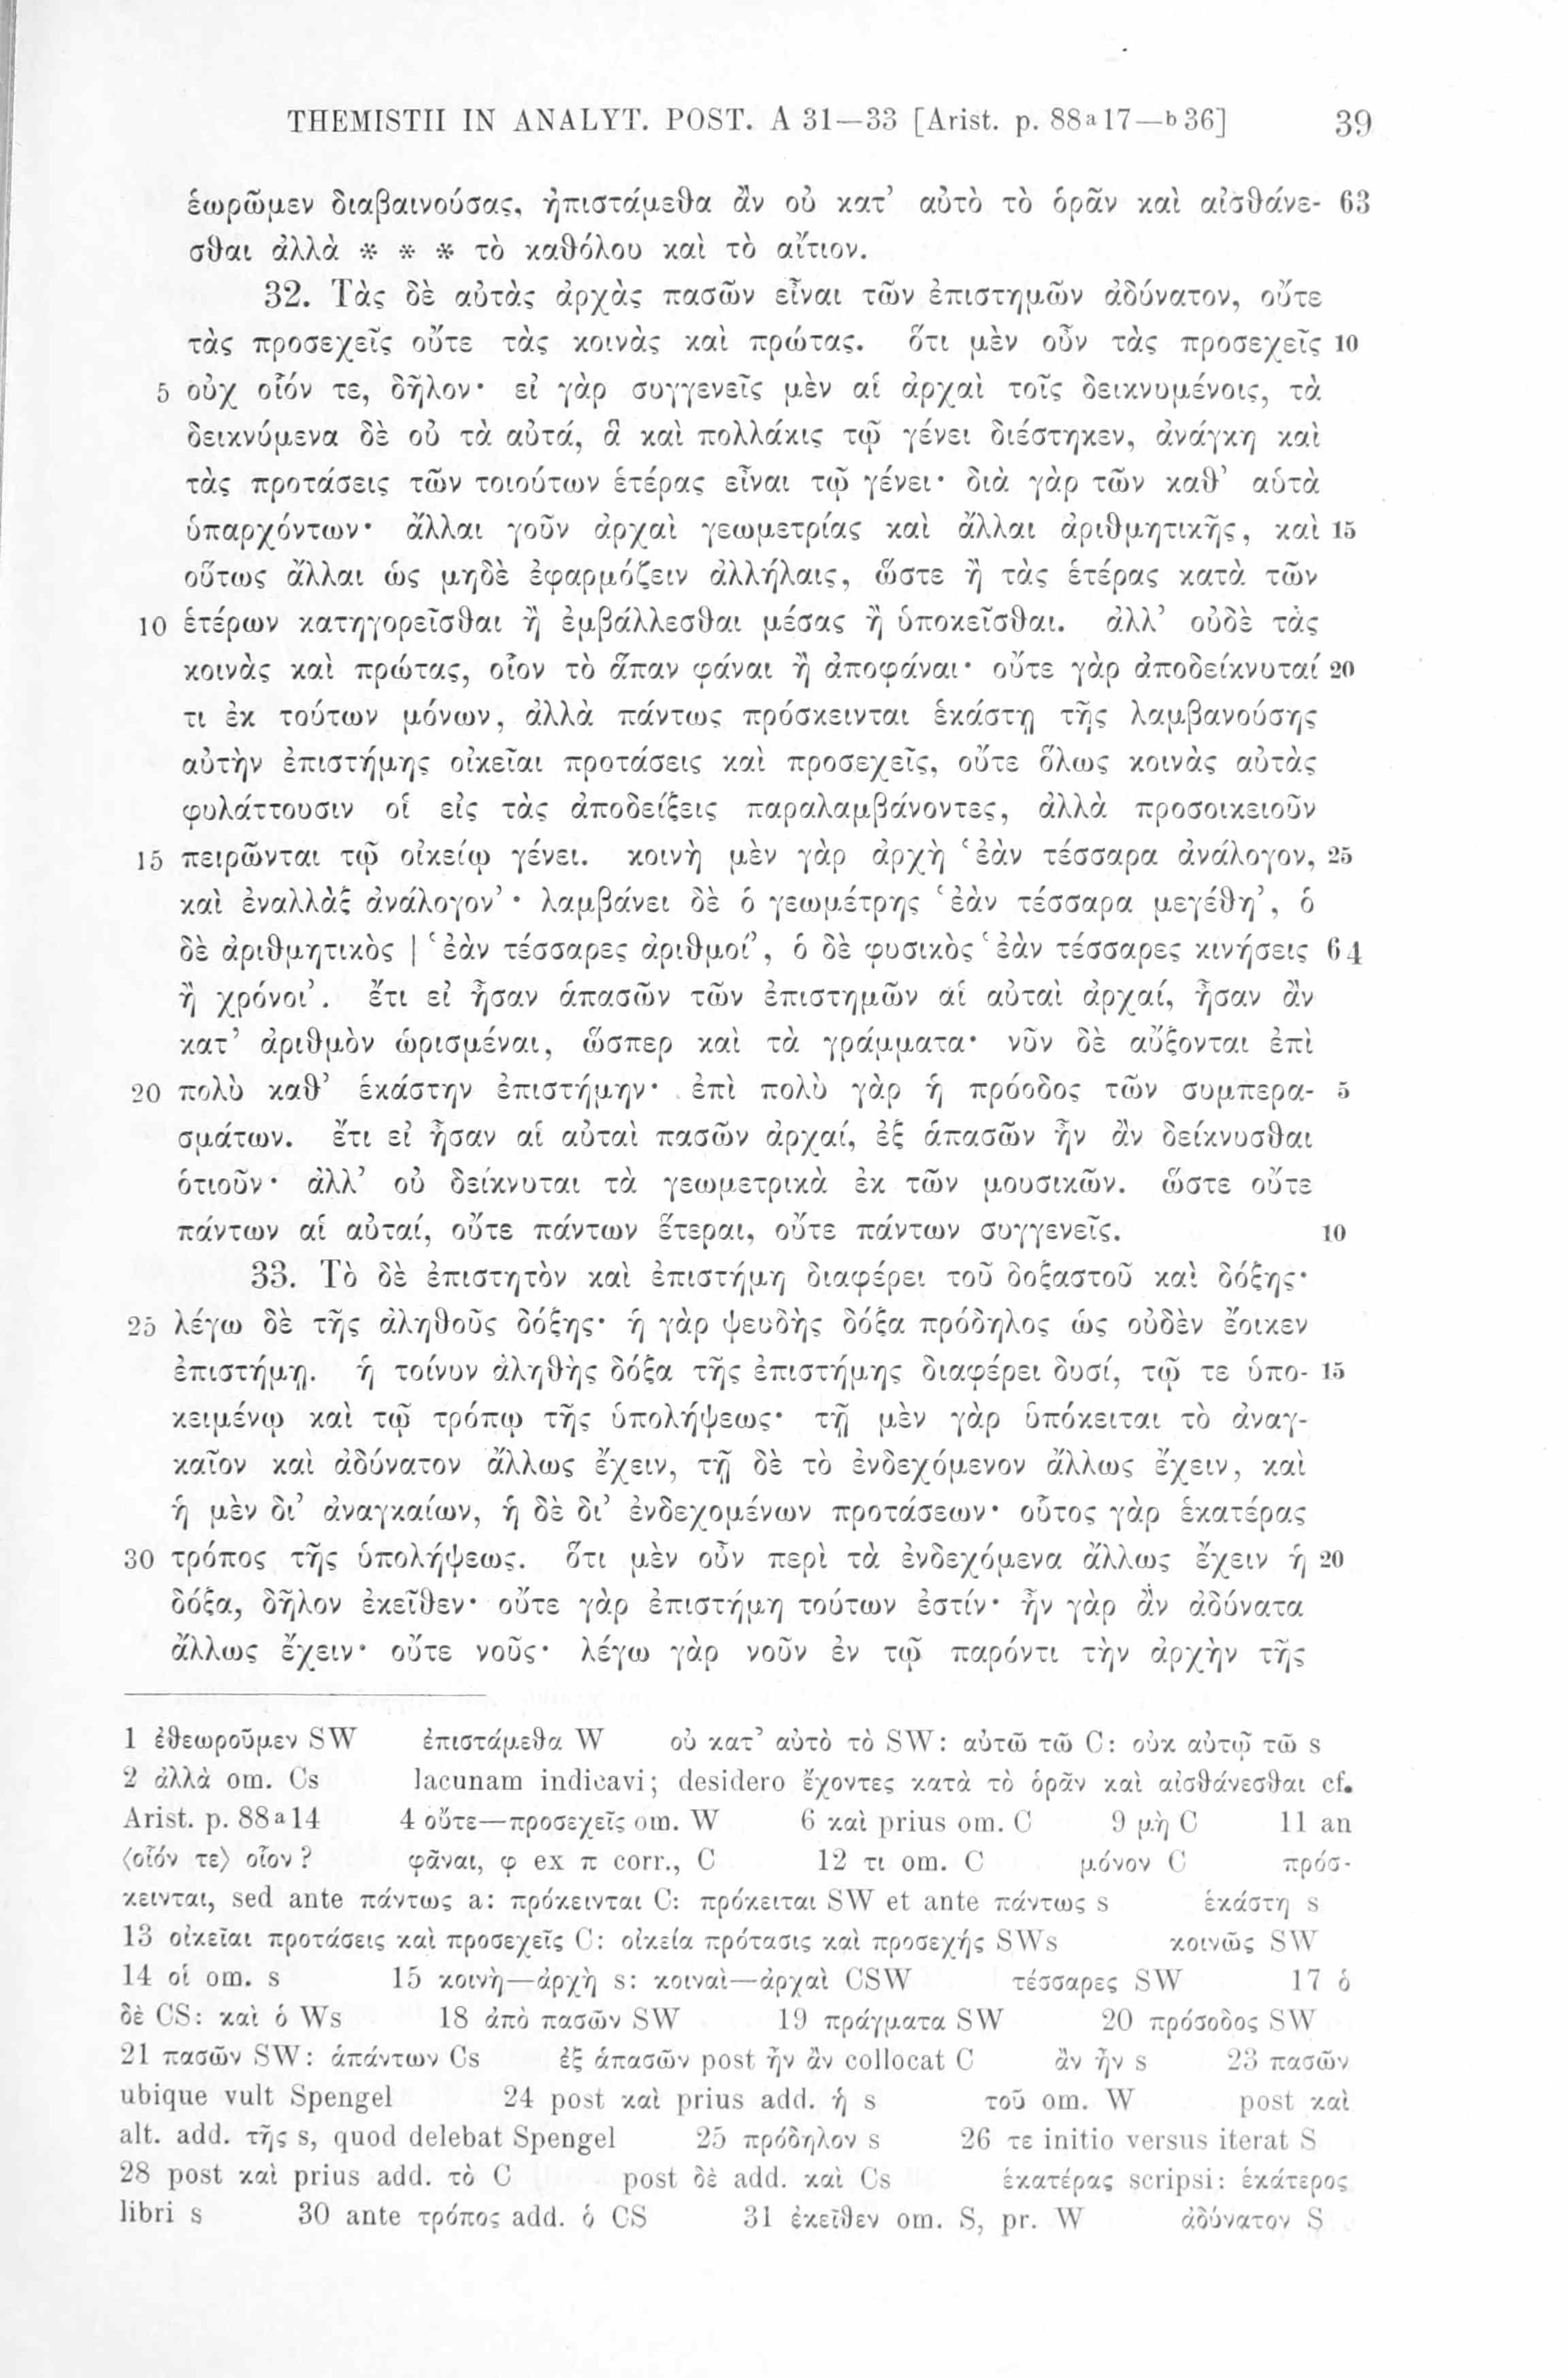 THEMISTII IN ANALYT. POST. A 31—33 [Arist. p. 88a17—b36] 39
ἑωρῶμεν διαβαινούσας, ἠπιστάμεθα ἂν οὐ κατ’ αὐτὸ τὸ ὁρᾶν καὶ αἰσθάνε- 63
σθαι ἀλλὰ * * * τὸ καθόλου καὶ τὸ αἴτιον.
32. Τὰς δὲ αὐτὰς ἀρχὰς πασῶν εἶναι τῶν ἐπιστημῶν ἀδύνατον, οὔτε
τὰς προσεχεῖς οὔτε τὰς κοινὰς καὶ πρώτας. ὅτι μὲν οὖν τὰς προσεχεῖς 10
5 οὐχ οἷόν τε, δῆλον· εἰ γὰρ συγγενεῖς μὲν αἱ ἀρχαὶ τοῖς δεικνυμένοις, τὰ
δεικνύμενα δὲ οὐ τὰ αὐτά, ἃ καὶ πολλάκις τῷ γένει διέστηκεν, ἀνάγκη καὶ
τὰς προτάσεις τῶν τοιούτων ἑτέρας εἶναι τῷ γένει· διὰ γὰρ τῶν καθ’ αὑτὰ
ὑπαρχόντων· ἄλλαι γοῦν ἀρχαὶ γεωμετρίας καὶ ἄλλαι ἀριθμητικῆς, καὶ 15
οὕτως ἄλλαι ὡς μηδὲ ἐφαρμόζειν ἀλλήλαις, ὥστε ἢ τὰς ἑτέρας κατὰ τῶν
10 ἑτέρων κατηγορεῖσθαι ἢ ἐμβάλλεσθαι μέσας ἢ ὑποκεῖσθαι. ἀλλ’ οὐδὲ τὰς
κοινὰς καὶ πρώτας, οἷον τὸ ἅπαν φάναι ἢ ἀποφάναι· οὔτε γὰρ ἀποδείκνυταί 20
τι ἐκ τούτων μόνων, ἀλλὰ πάντως πρόσκεινται ἑκάστῃ τῆς λαμβανούσης
αὐτὴν ἐπιστήμης οἰκεῖαι προτάσεις καὶ προσεχεῖς, οὔτε ὅλως κοινὰς αὐτὰς
φυλάττουσιν οἱ εἰς τὰς ἀποδείξεις παραλαμβάνοντες, ἀλλὰ προσοικειοῦν
15 πειρῶνται τῷ οἰκείῳ γένει. κοινὴ μὲν γὰρ ἀρχὴ ‘ἐὰν τέσσαρα ἀνάλογον, 25
καὶ ἐναλλὰξ ἀνάλογον’· λαμβάνει δὲ ὁ γεωμέτρης ‘ἐὰν τέσσαρα μεγέθη’, ὁ
δὲ ἀριθμητικὸς | ‘ἐὰν τέσσαρες ἀριθμοί’, ὁ δὲ φυσικὸς ‘ἐὰν τέσσαρες κινήσεις 64
ἢ χρόνοι’. ἔτι εἰ ἦσαν ἁπασῶν τῶν ἐπιστημῶν αἱ αὐταὶ ἀρχαί, ἦσαν ἂν
κατ’ ἀριθμὸν ὡρισμέναι, ὥσπερ καὶ τὰ γράμματα· νῦν δὲ αὔξονται ἐπὶ
20 πολὺ καθ’ ἑκάστην ἐπιστήμην· ἐπὶ πολὺ γὰρ ἡ πρόοδος τῶν συμπερα- 5
σμάτων. ἔτι εἰ ἦσαν αἱ αὐταὶ πασῶν ἀρχαί, ἐξ ἁπασῶν ἦν ἂν δείκνυσθαι
ὁτιοῦν· ἀλλ’ οὐ δείκνυται τὰ γεωμετρικὰ ἐκ τῶν μουσικῶν. ὥστε οὔτε
πάντων αἱ αὐταί, οὔτε πάντων ἕτεραι, οὔτε πάντων συγγενεῖς. 10
33. Τὸ δὲ ἐπιστητὸν καὶ ἐπιστήμη διαφέρει τοῦ δοξαστοῦ καὶ δόξης·
25 λέγω δὲ τῆς ἀληθοῦς δόξης· ἡ γὰρ ψευδὴς δόξα πρόδηλος ὡς οὐδὲν ἔοικεν
ἐπιστήμῃ. ἡ τοίνυν ἀληθὴς δόξα τῆς ἐπιστήμης διαφέρει δυσί, τῷ τε ὑπο- 15
κειμένῳ καὶ τῷ τρόπῳ τῆς ὑπολήψεως· τῇ μὲν γὰρ ὑπόκειται τὸ ἀναγ-
καῖον καὶ ἀδύνατον ἄλλως ἔχειν, τῇ δὲ τὸ ἐνδεχόμενον ἄλλως ἔχειν, καὶ
ἡ μὲν δι’ ἀναγκαίων, ἡ δὲ δι’ ἐνδεχομένων προτάσεων· οὗτος γὰρ ἑκατέρας
30 τρόπος τῆς ὑπολήψεως. ὅτι μὲν οὖν περὶ τὰ ἐνδεχόμενα ἄλλως ἔχειν ἡ 20
δόξα, δῆλον ἐκεῖθεν· οὔτε γὰρ ἐπιστήμη τούτων ἐστίν· ἦν γὰρ ἂν ἀδύνατα
ἄλλως ἔχειν· οὔτε νοῦς· λέγω γὰρ νοῦν ἐν τῷ παρόντι τὴν ἀρχὴν τῆς
1 ἐθεωροῦμεν SW ἐπιστάμεθα W οὐ κατ’ αὐτὸ τὸ SW: αὐτῶ τῶ C: οὐκ αὐτῷ τῶ s
2 ἀλλὰ om. Cs lacunam indicavi; desidero ἔχοντες κατὰ τὸ ὁρᾶν καὶ αἰσθάνεσθαι cf.
Arist. p. 88a14 4 οὔτε—προσεχεῖς om. W 6 καὶ prius om. C 9 μὴ C 11 an
⟨οἷόν τε⟩ οἷον? φᾶναι, φ ex π corr., C 12 τι om. C μόνον C πρόσ-
κεινται, sed ante πάντως a: πρόκεινται C: πρόκειται SW et ante πάντως s ἑκάστη s
13 οἰκεῖαι προτάσεις καὶ προσεχεῖς C: οἰκεία πρότασις καὶ προσεχής SWs κοινῶς SW
14 οἱ om. s 15 κοινὴ—ἀρχὴ s: κοιναὶ—ἀρχαὶ CSW τέσσαρες SW 17 ὁ
δὲ CS: καὶ ὁ Ws 18 ἀπὸ πασῶν SW 19 πράγματα SW 20 πρόσοδος SW
21 πασῶν SW: ἁπάντων Cs ἐξ ἁπασῶν post ἦν ἂν collocat C ἂν ἦν s 23 πασῶν
ubique vult Spengel 24 post καὶ prius add. ἡ s τοῦ om. W post καὶ
alt. add. τῆς s, quod delebat Spengel 25 πρόδηλον s 26 τε initio versus iterat S
28 post καὶ prius add. τὸ C post δὲ add. καὶ Cs ἑκατέρας scripsi: ἑκάτερος
libri s 30 ante τρόπος add. ὁ CS 31 ἐκεῖθεν om. S, pr. W ἀδύνατον S